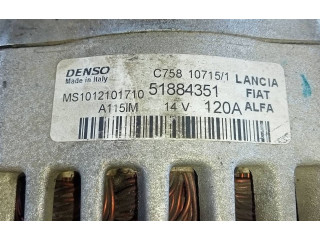 DENSO C758 10715/1 LANCIA
Made in Italy FIAT
MS1012101710 51884351 ALFA
A115IM 14 V 120A